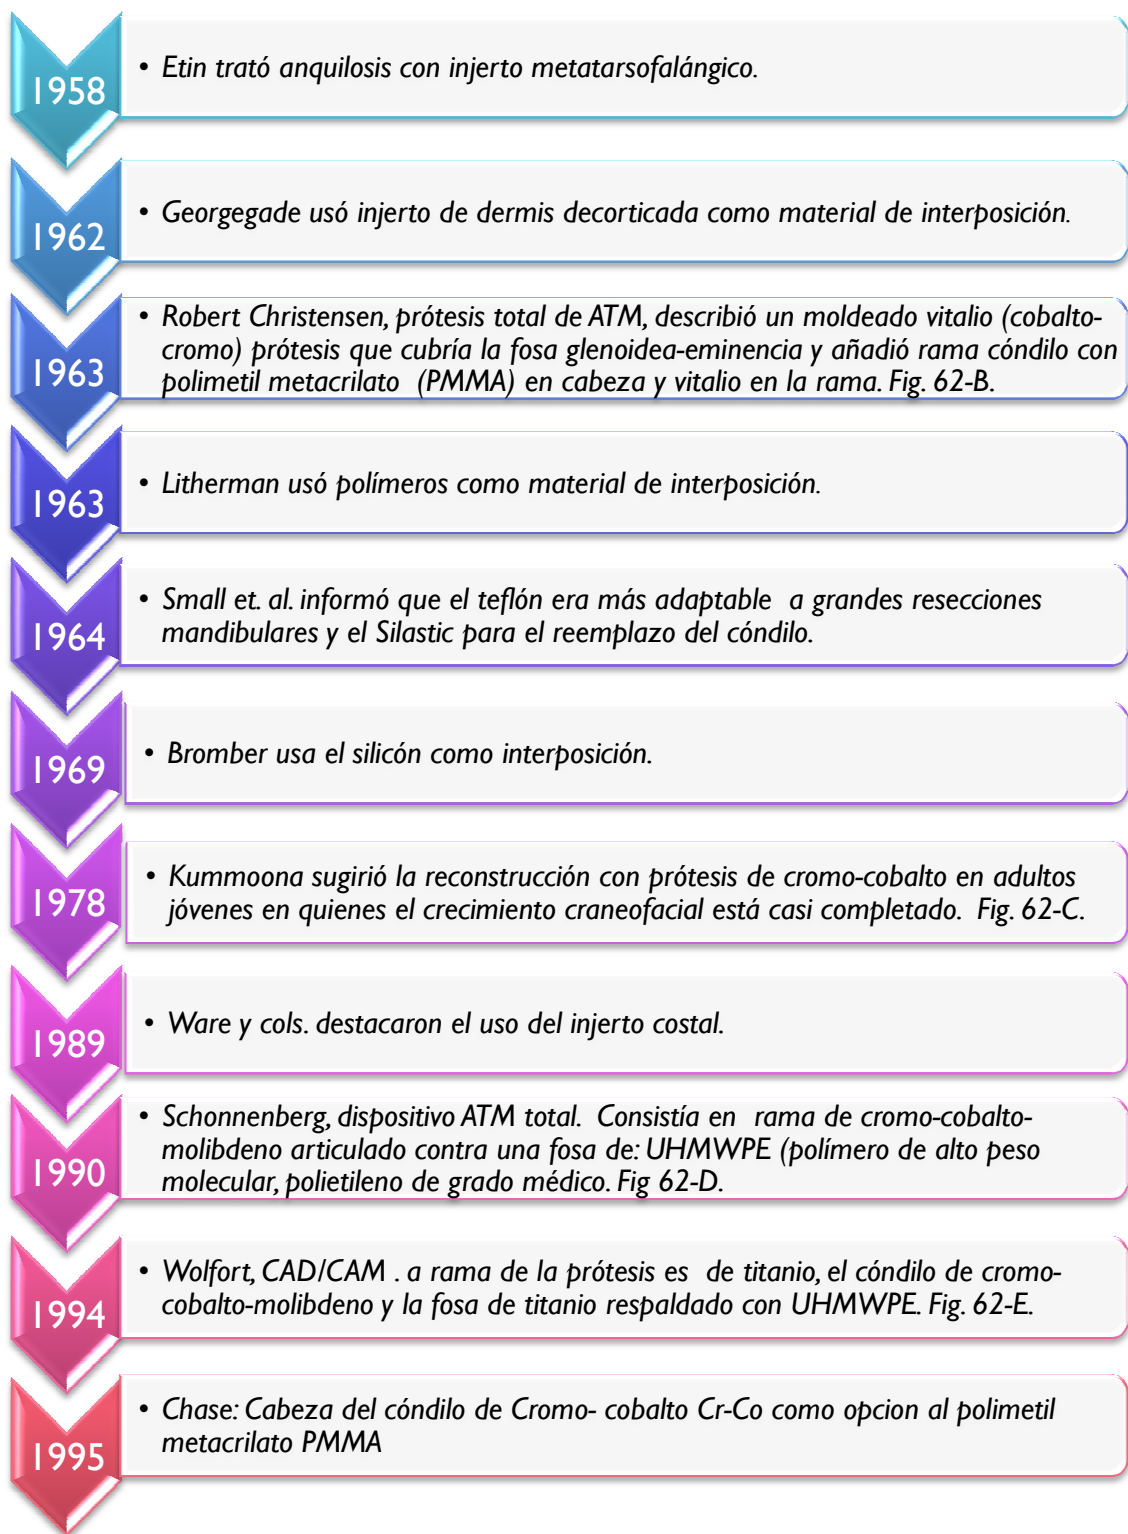 1958
• Etin trató anquilosis con injerto metatarsofalángico.
1962
• Georgegade usó injerto de dermis decorticada como material de interposición.
1963
• Robert Christensen, prótesis total de ATM, describió un moldeado vitalio (cobalto-
cromo) prótesis que cubría la fosa glenoidea-eminencia y añadió rama cóndilo con
polimetil metacrilato (PMMA) en cabeza y vitalio en la rama. Fig. 62-B.
1963
• Litherman usó polímeros como material de interposición.
1964
• Small et. al. informó que el teflón era más adaptable a grandes resecciones
mandibulares y el Silastic para el reemplazo del cóndilo.
1969
• Bromber usa el silicón como interposición.
1978
• Kummoona sugirió la reconstrucción con prótesis de cromo-cobalto en adultos
jóvenes en quienes el crecimiento craneofacial está casi completado. Fig. 62-C.
1989
• Ware y cols. destacaron el uso del injerto costal.
1990
• Schonnenberg, dispositivo ATM total. Consistía en rama de cromo-cobalto-
molibdeno articulado contra una fosa de: UHMWPE (polímero de alto peso
molecular, polietileno de grado médico. Fig 62-D.
1994
• Wolfort, CAD/CAM . a rama de la prótesis es de titanio, el cóndilo de cromo-
cobalto-molibdeno y la fosa de titanio respaldado con UHMWPE. Fig. 62-E.
1995
• Chase: Cabeza del cóndilo de Cromo- cobalto Cr-Co como opcion al polimetil
metacrilato PMMA